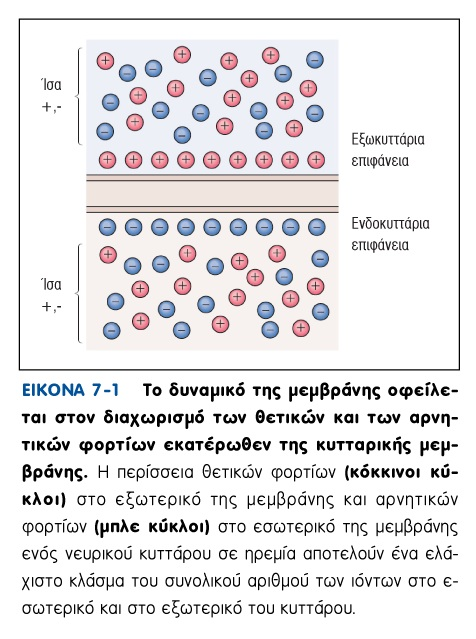 Ίσα
+,-
Εξωκυττάρια
επιφάνεια
Ενδοκυττάρια
επιφάνεια
Ίσα
+,-
ΕΙΚΟΝΑ 7-1 Το δυναμικό της μεμβράνης οφείλε-
ται στον διαχωρισμό των θετικών και των αρνη-
τικών φορτίων εκατέρωθεν της κυτταρικής μεμ-
βράνης. Η περίσσεια θετικών φορτίων (κόκκινοι κύ-
κλοι) στο εξωτερικό της μεμβράνης και αρνητικών
φορτίων (μπλε κύκλοι) στο εσωτερικό της μεμβράνης
ενός νευρικού κυττάρου σε ηρεμία αποτελούν ένα ελά-
χιστο κλάσμα του συνολικού αριθμού των ιόντων στο ε-
σωτερικό και στο εξωτερικό του κυττάρου.